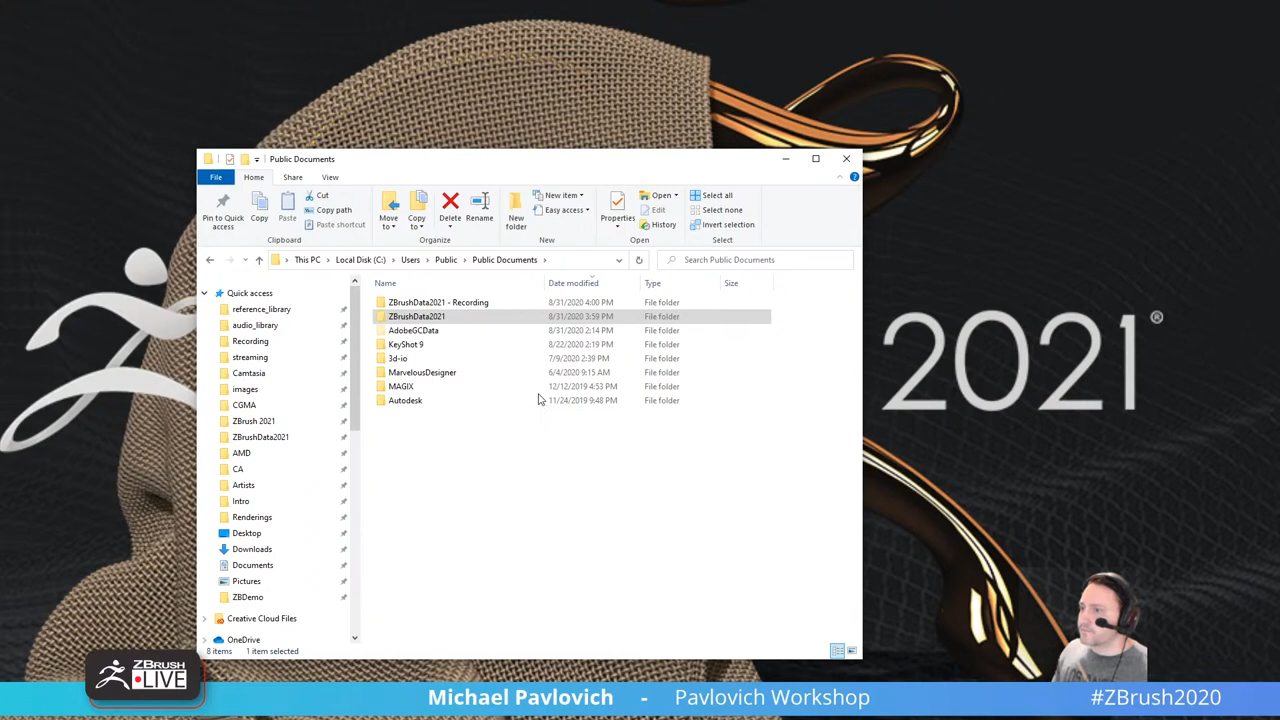 Public Documents
File Home Share View
Pin to Quick access
Copy
Paste
Cut
Copy path
Paste shortcut
Clipboard
Move to
Copy to
Delete
Rename
Organize
New folder
New item
Easy access
New
Properties
Open
Edit
History
Open
Select all
Select none
Invert selection
Select
This PC > Local Disk (C:) > Users > Public > Public Documents >
Search Public Documents
Name Date modified Type Size
ZBrushData2021 - Recording 8/31/2020 4:00 PM File folder
ZBrushData2021 8/31/2020 3:59 PM File folder
AdobeGCData 8/31/2020 2:14 PM File folder
KeyShot 9 8/22/2020 2:19 PM File folder
3d-io 7/9/2020 2:39 PM File folder
MarvelousDesigner 6/4/2020 9:15 AM File folder
MAGIX 12/12/2019 4:53 PM File folder
Autodesk 11/24/2019 9:48 PM File folder
Quick access
reference_library
audio_library
Recording
streaming
Camtasia
images
CGMA
ZBrush 2021
ZBrushData2021
AMD
CA
Artists
Intro
Renderings
Desktop
Downloads
Documents
Pictures
ZBDemo
Creative Cloud Files
OneDrive
8 items 1 item selected
2021®
ZBRUSH
LIVE
Michael Pavlovich - Pavlovich Workshop #ZBrush2020